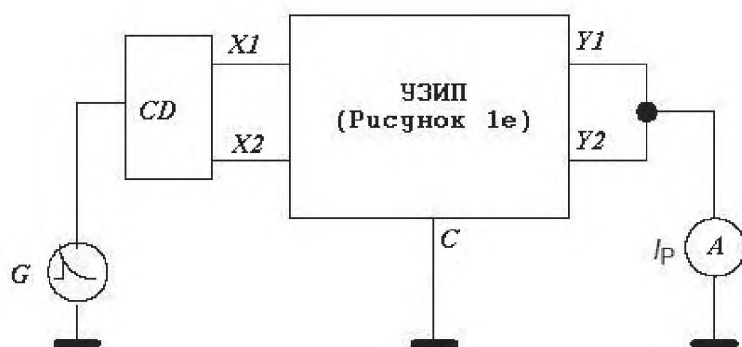 X1
Y1
CD
УЗИП
(Рисунок 1е)
X2
Y2
C
G
IP
A